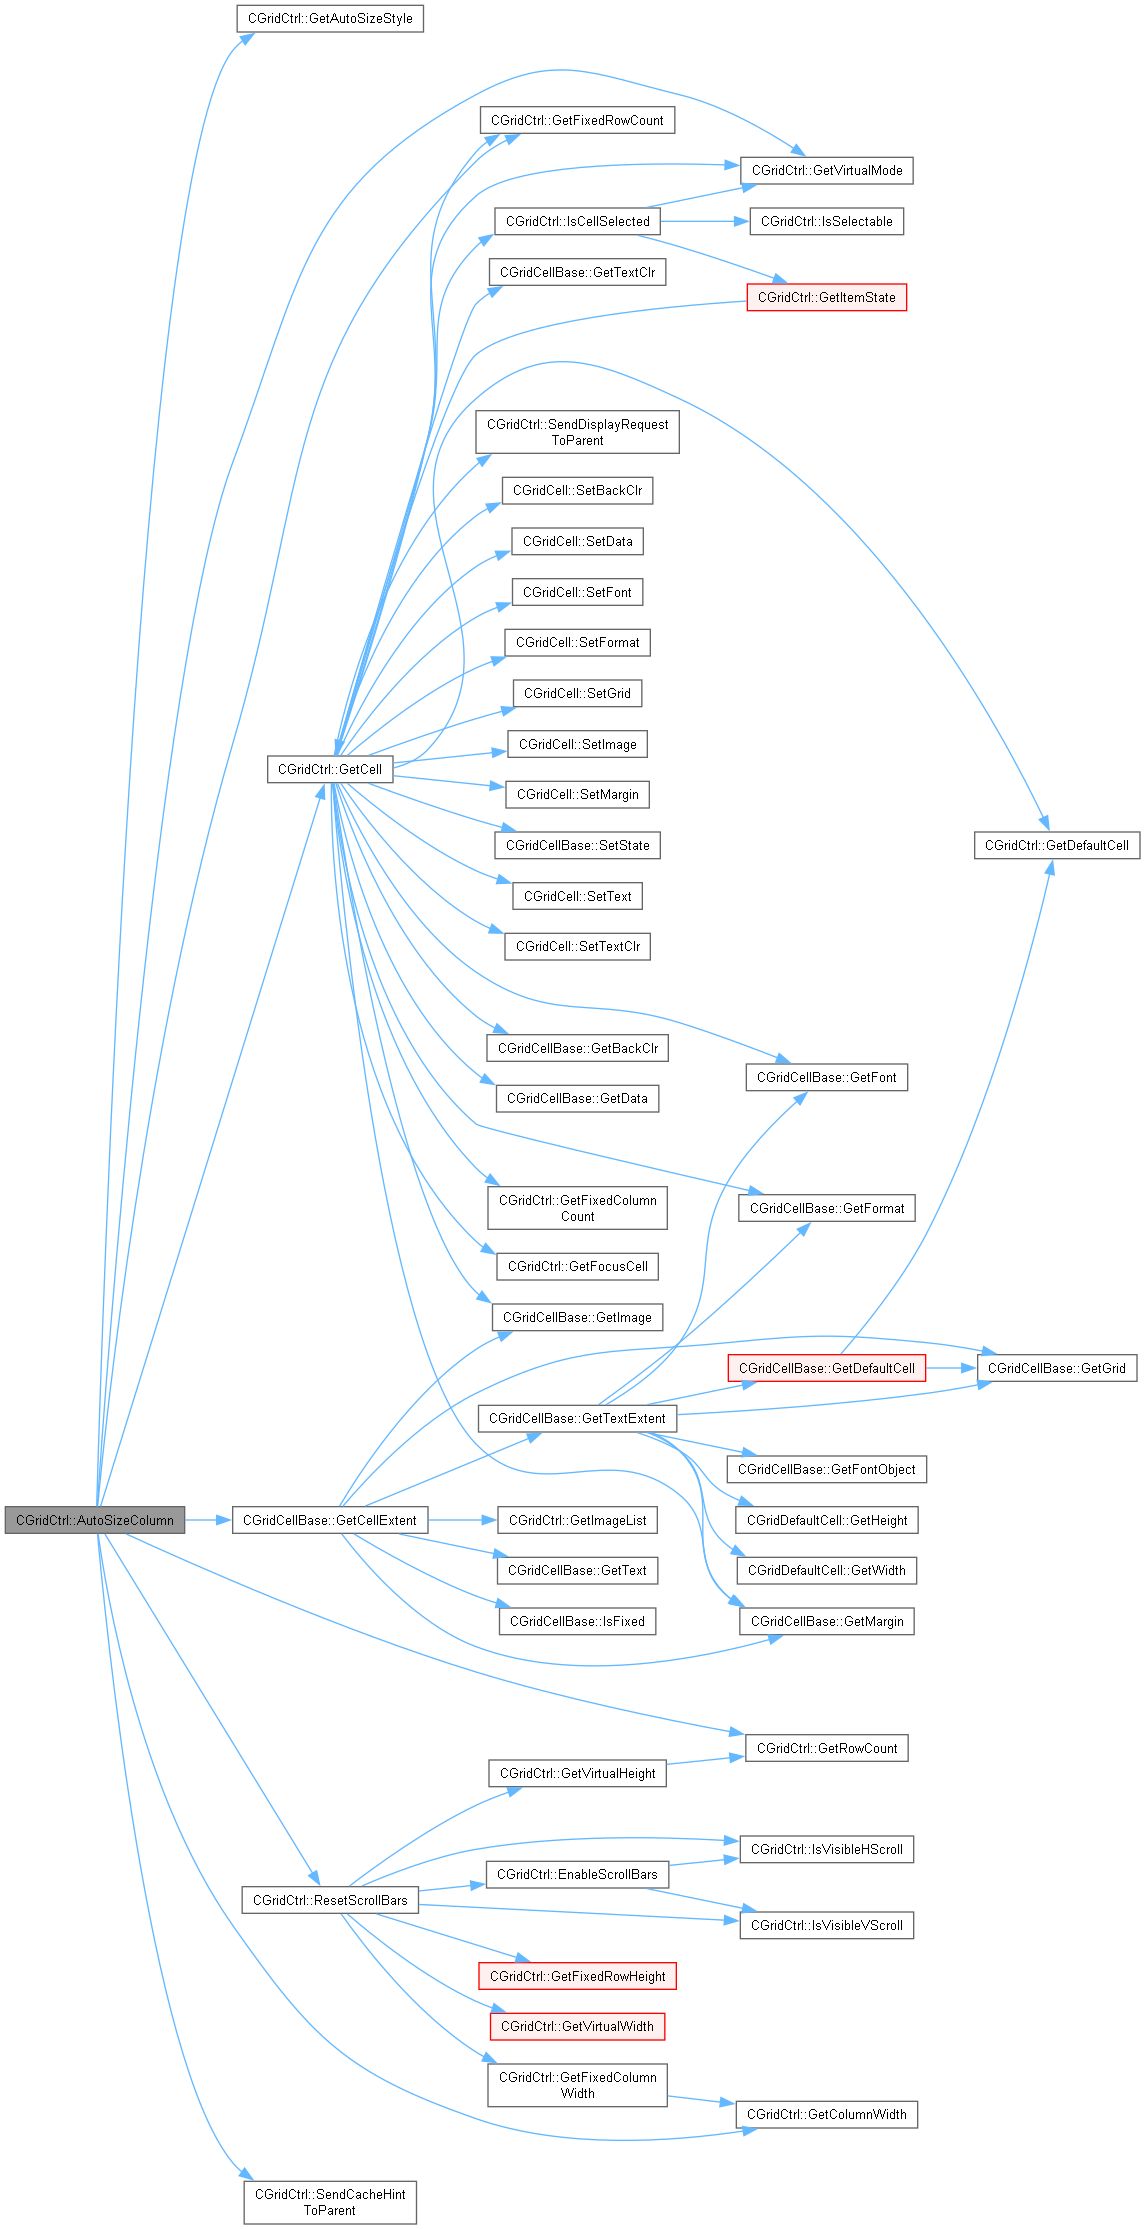 CGridCtrl::GetAutoSizeStyle
CGridCtrl::GetFixedRowCount
CGridCtrl::GetVirtualMode
CGridCtrl::IsCellSelected
CGridCtrl::IsSelectable
CGridCellBase::GetTextClr
CGridCtrl::GetItemState
CGridCtrl::SendDisplayRequest
ToParent
CGridCell::SetBackClr
CGridCell::SetData
CGridCell::SetFont
CGridCell::SetFormat
CGridCell::SetGrid
CGridCell::SetImage
CGridCtrl::GetCell
CGridCell::SetMargin
CGridCellBase::SetState
CGridCtrl::GetDefaultCell
CGridCell::SetText
CGridCell::SetTextClr
CGridCellBase::GetBackClr
CGridCellBase::GetFont
CGridCellBase::GetData
CGridCtrl::GetFixedColumn
Count
CGridCellBase::GetFormat
CGridCtrl::GetFocusCell
CGridCellBase::GetImage
CGridCellBase::GetDefaultCell
CGridCellBase::GetGrid
CGridCellBase::GetTextExtent
CGridCellBase::GetFontObject
CGridCtrl::AutoSizeColumn
CGridCellBase::GetCellExtent
CGridCtrl::GetImageList
CGridDefaultCell::GetHeight
CGridCellBase::GetText
CGridDefaultCell::GetWidth
CGridCellBase::IsFixed
CGridCellBase::GetMargin
CGridCtrl::GetRowCount
CGridCtrl::GetVirtualHeight
CGridCtrl::IsVisibleHScroll
CGridCtrl::EnableScrollBars
CGridCtrl::ResetScrollBars
CGridCtrl::IsVisibleVScroll
CGridCtrl::GetFixedRowHeight
CGridCtrl::GetVirtualWidth
CGridCtrl::GetFixedColumn
Width
CGridCtrl::GetColumnWidth
CGridCtrl::SendCacheHint
ToParent